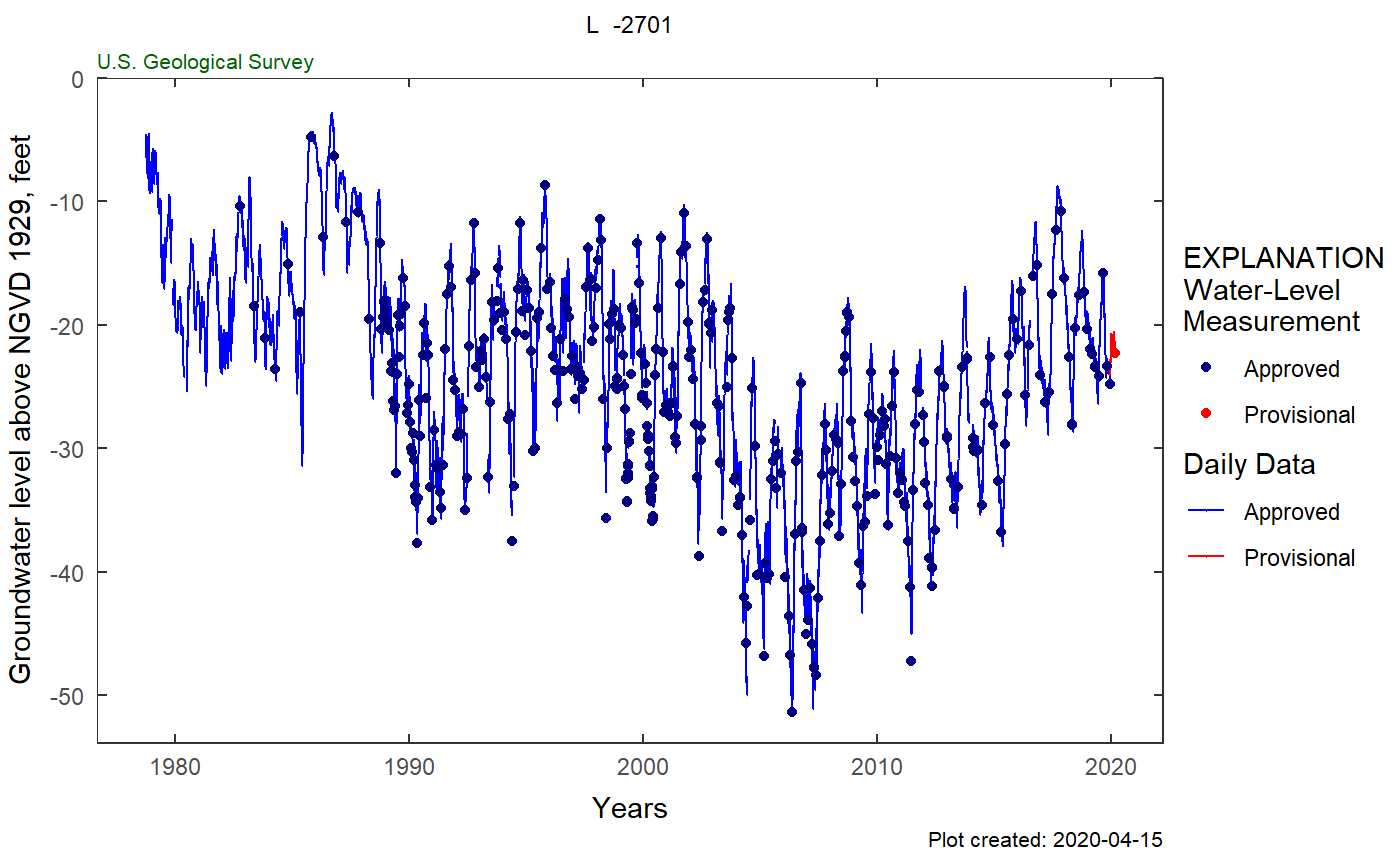 L  -2701
U.S. Geological Survey
Groundwater level above NGVD 1929, feet
0
-10
-20
-30
-40
-50
1980
1990
2000
2010
2020
Years
EXPLANATION
Water-Level
Measurement
Approved
Provisional
Daily Data
Approved
Provisional
Plot created: 2020-04-15